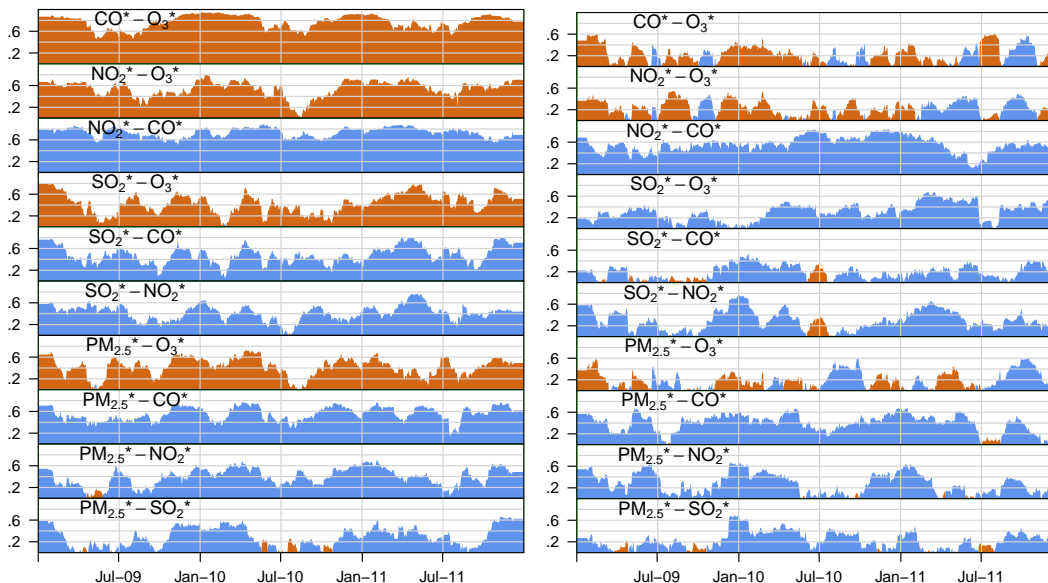 CO*−O₃*
.6
.2
NO₂*−O₃*
.6
.2
NO₂*−CO*
.6
.2
SO₂*−O₃*
.6
.2
SO₂*−CO*
.6
.2
SO₂*−NO₂*
.6
.2
PM₂.₅*−O₃*
.6
.2
PM₂.₅*−CO*
.6
.2
PM₂.₅*−NO₂*
.6
.2
PM₂.₅*−SO₂*
.6
.2
Jul−09 Jan−10 Jul−10 Jan−11 Jul−11
CO*−O₃*
.6
.2
NO₂*−O₃*
.6
.2
NO₂*−CO*
.6
.2
SO₂*−O₃*
.6
.2
SO₂*−CO*
.6
.2
SO₂*−NO₂*
.6
.2
PM₂.₅*−O₃*
.6
.2
PM₂.₅*−CO*
.6
.2
PM₂.₅*−NO₂*
.6
.2
PM₂.₅*−SO₂*
.6
.2
Jul−09 Jan−10 Jul−10 Jan−11 Jul−11